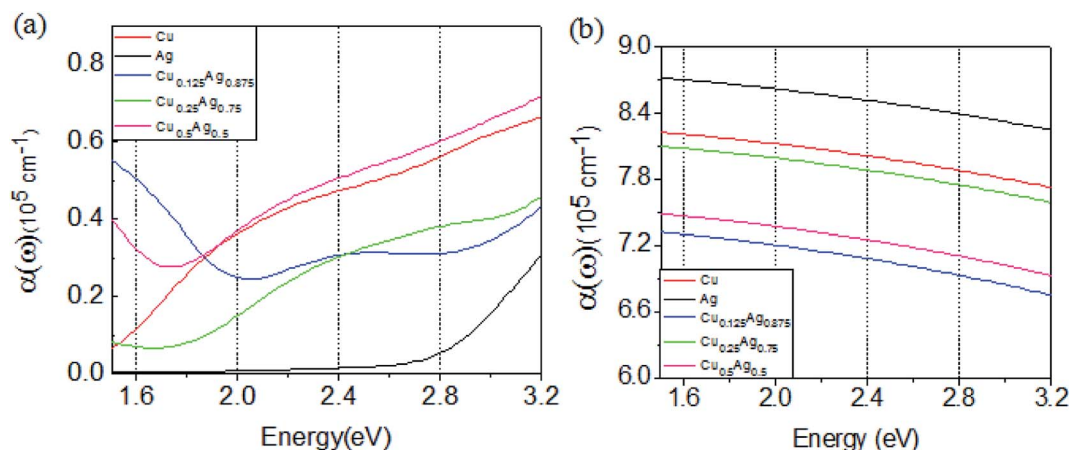 (a)
Cu
Ag
Cu0.125Ag0.875
Cu0.25Ag0.75
Cu0.5Ag0.5
0.8
0.6
0.4
0.2
0.0
α(ω)(10⁵ cm⁻¹)
1.6 2.0 2.4 2.8 3.2
Energy(eV)
(b)
9.0
8.4
7.8
7.2
6.6
6.0
α(ω)(10⁵ cm⁻¹)
Cu
Ag
Cu0.125Ag0.875
Cu0.25Ag0.75
Cu0.5Ag0.5
1.6 2.0 2.4 2.8 3.2
Energy (eV)